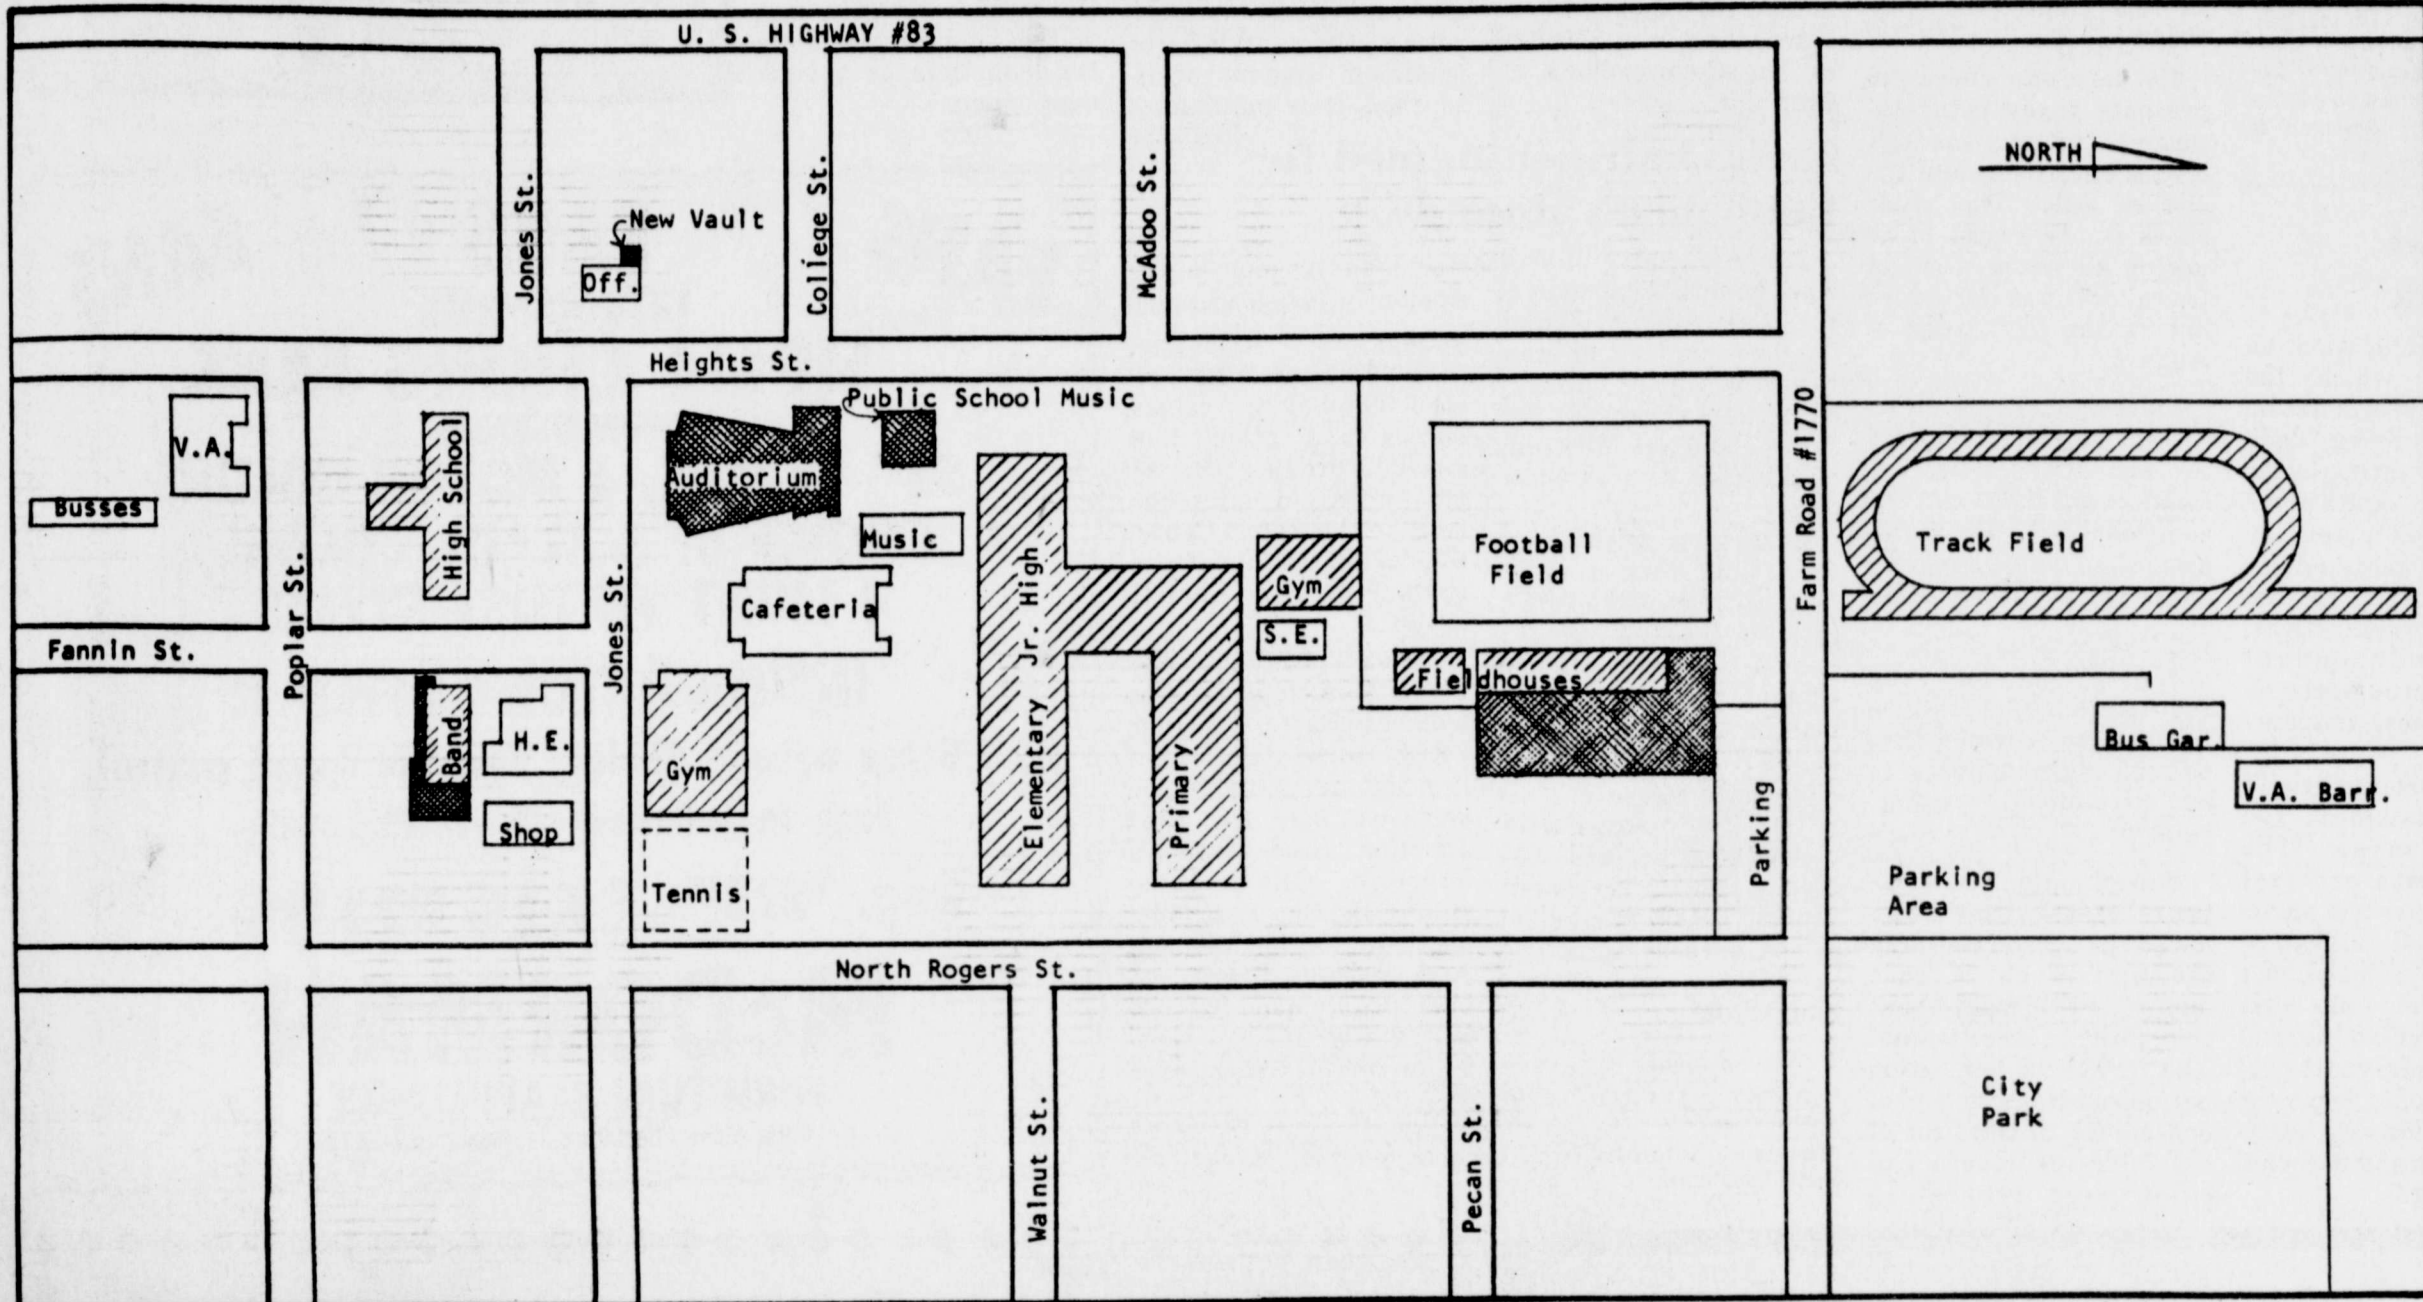 U. S. HIGHWAY #83
NORTH
Jones St.
New Vault
Off.
College St.
McAdoo St.
Heights St.
Public School Music
V.A.
Busses
High School
Auditorium
Music
Cafeteria
Elementary Jr. High
Primary
Gym
S.E.
Football
Field
Farm Road #1770
Track Field
Fannin St.
Poplar St.
Jones St.
Band
H.E.
Shop
Gym
Tennis
Fieldhouses
Parking
Bus Gar.
V.A. Barr.
Parking
Area
North Rogers St.
Walnut St.
Pecan St.
City
Park